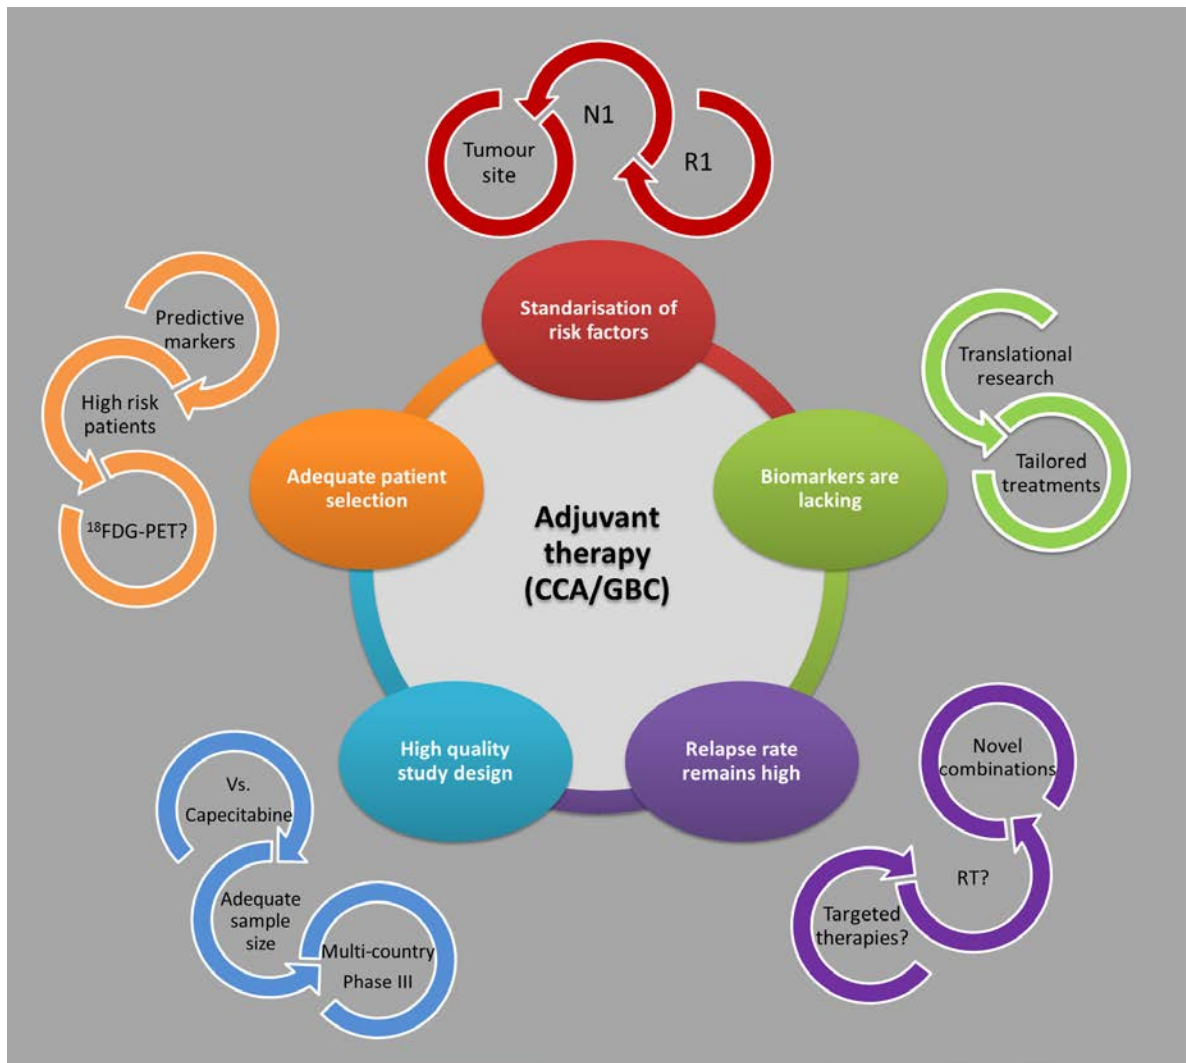 Tumour
site
N1
R1
Standarisation of
risk factors
Predictive
markers
High risk
patients
¹⁸FDG-PET?
Adequate patient
selection
Translational
research
Tailored
treatments
Biomarkers are
lacking
Adjuvant
therapy
(CCA/GBC)
High quality
study design
Relapse rate
remains high
Vs.
Capecitabine
Adequate
sample
size
Multi-country
Phase III
Novel
combinations
RT?
Targeted
therapies?